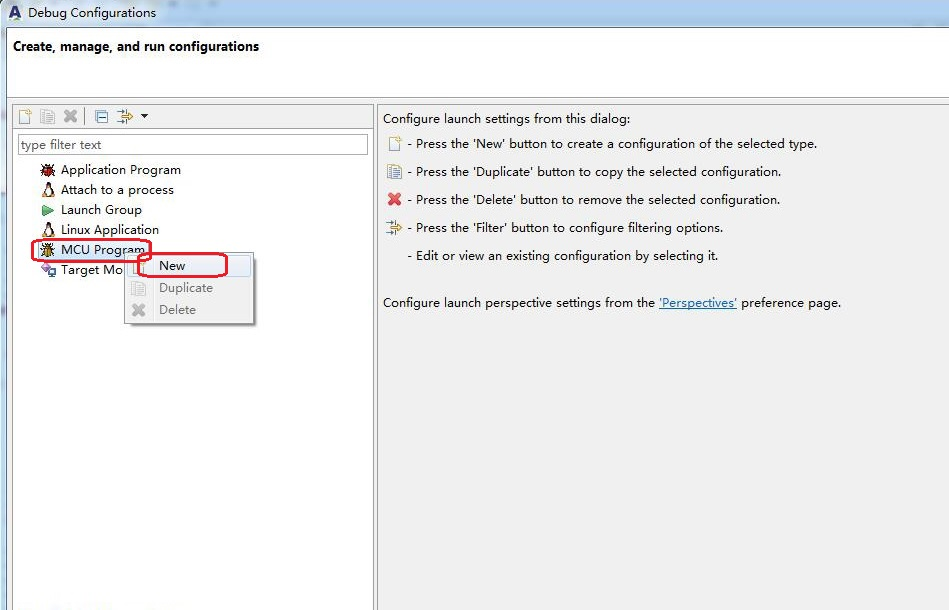 Debug Configurations
Create, manage, and run configurations
type filter text
Application Program
Attach to a process
Launch Group
Linux Application
MCU Program
Target Mo
New
Duplicate
Delete
Configure launch settings from this dialog:
- Press the 'New' button to create a configuration of the selected type.
- Press the 'Duplicate' button to copy the selected configuration.
- Press the 'Delete' button to remove the selected configuration.
- Press the 'Filter' button to configure filtering options.
- Edit or view an existing configuration by selecting it.
Configure launch perspective settings from the 'Perspectives' preference page.